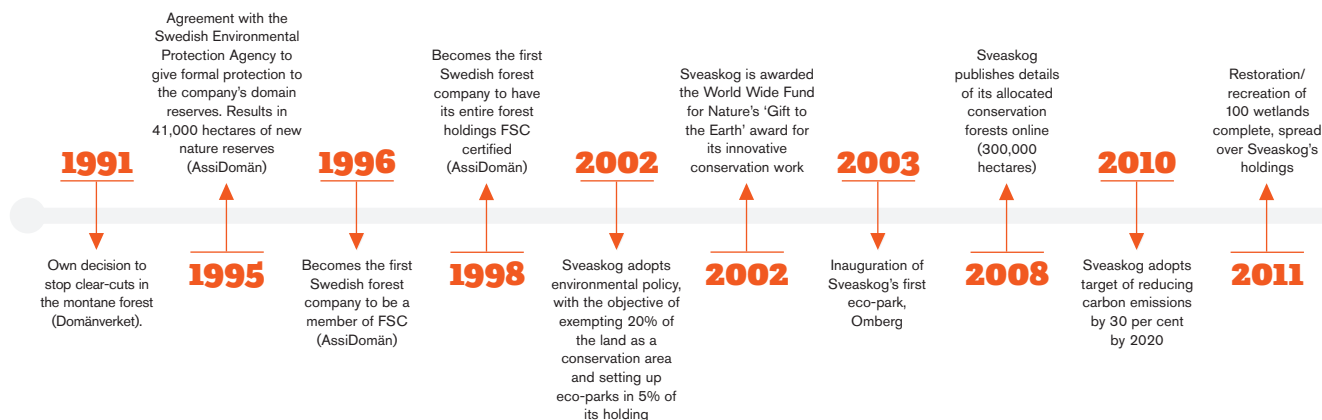 1991
Own decision to
stop clear-cuts in
the montane forest
(Domänverket).
Agreement with the
Swedish Environmental
Protection Agency to
give formal protection to
the company's domain
reserves. Results in
41,000 hectares of new
nature reserves
(AssiDomän)
1995
1996
Becomes the first
Swedish forest
company to be a
member of FSC
(AssiDomän)
Becomes the first
Swedish forest
company to have
its entire forest
holdings FSC
certified
(AssiDomän)
1998
2002
Sveaskog adopts
environmental policy,
with the objective of
exempting 20% of
the land as a
conservation area
and setting up
eco-parks in 5% of
its holding
Sveaskog is awarded
the World Wide Fund
for Nature's ‘Gift to
the Earth’ award for
its innovative
conservation work
2002
2003
Inauguration of
Sveaskog's first
eco-park,
Omberg
Sveaskog
publishes details
of its allocated
conservation
forests online
(300,000
hectares)
2008
2010
Sveaskog adopts
target of reducing
carbon emissions
by 30 per cent
by 2020
Restoration/
recreation of
100 wetlands
complete, spread
over Sveaskog's
holdings
2011